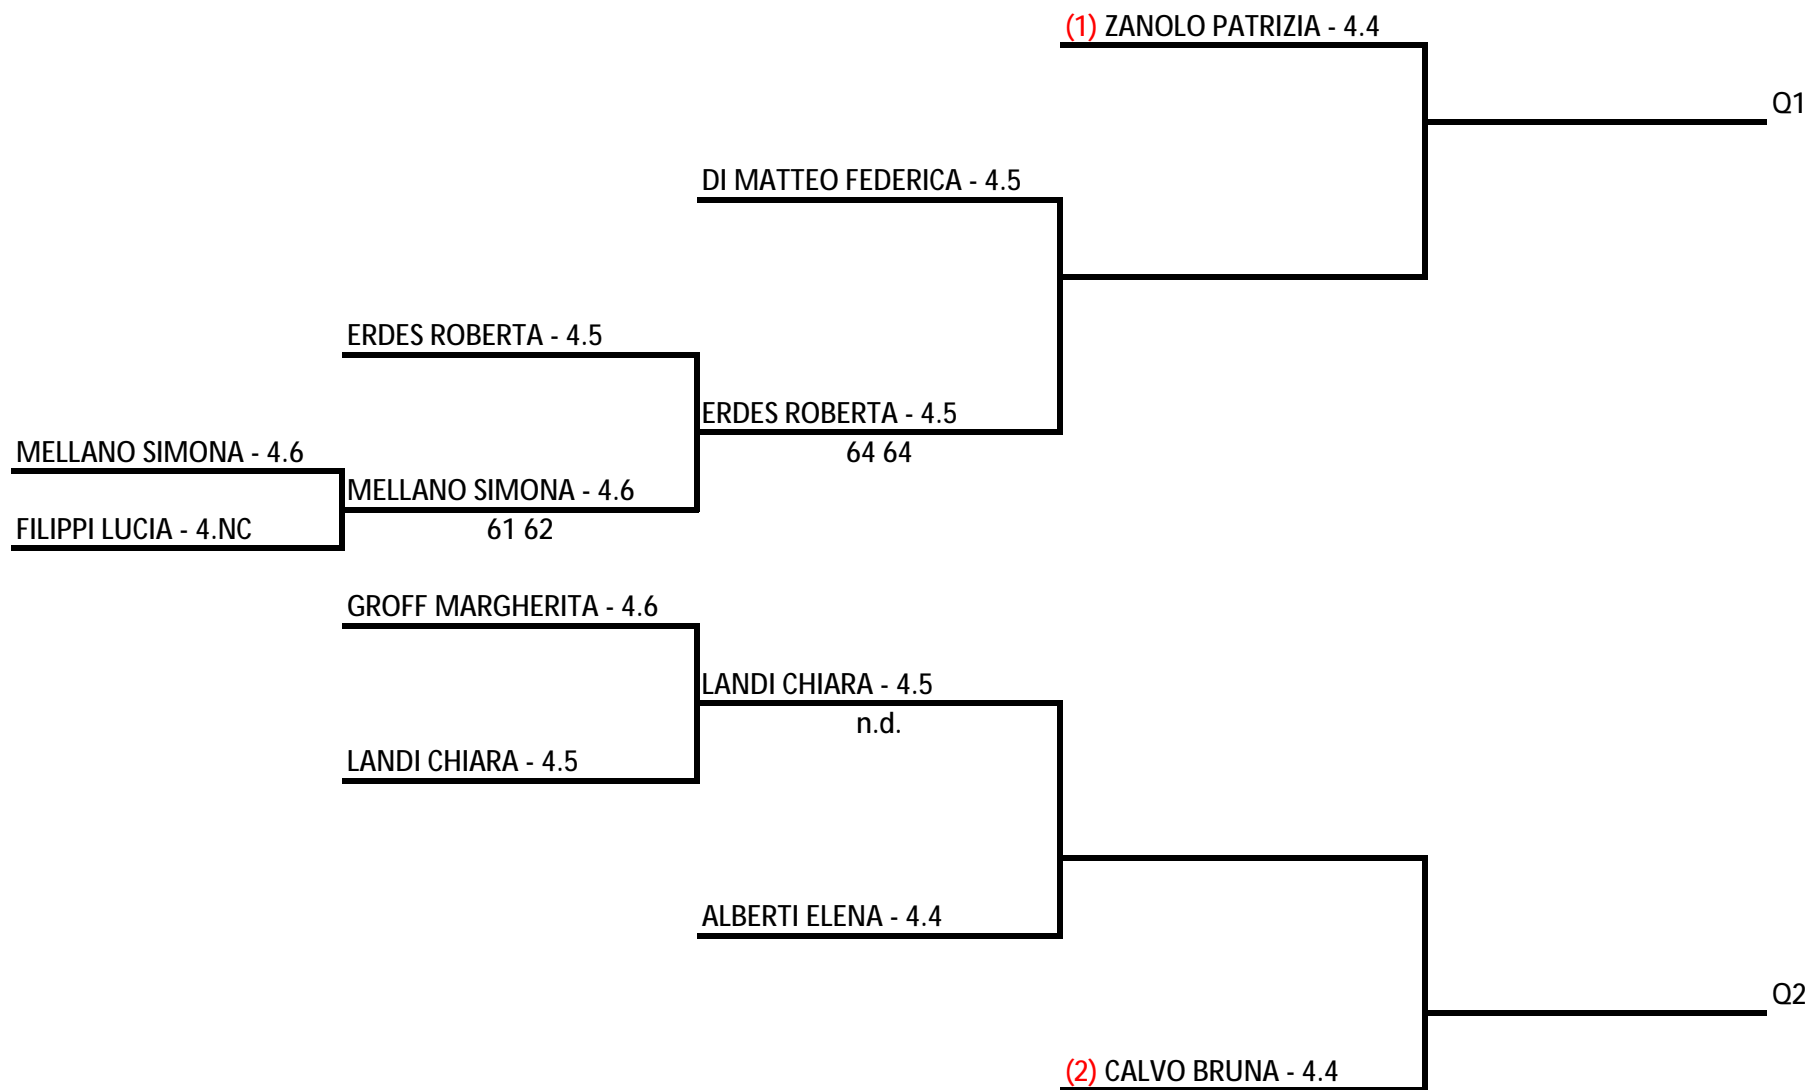 (1) ZANOLO PATRIZIA - 4.4
Q1
DI MATTEO FEDERICA - 4.5
ERDES ROBERTA - 4.5
ERDES ROBERTA - 4.5
64 64
MELLANO SIMONA - 4.6
MELLANO SIMONA - 4.6
61 62
FILIPPI LUCIA - 4.NC
GROFF MARGHERITA - 4.6
LANDI CHIARA - 4.5
n.d.
LANDI CHIARA - 4.5
ALBERTI ELENA - 4.4
Q2
(2) CALVO BRUNA - 4.4